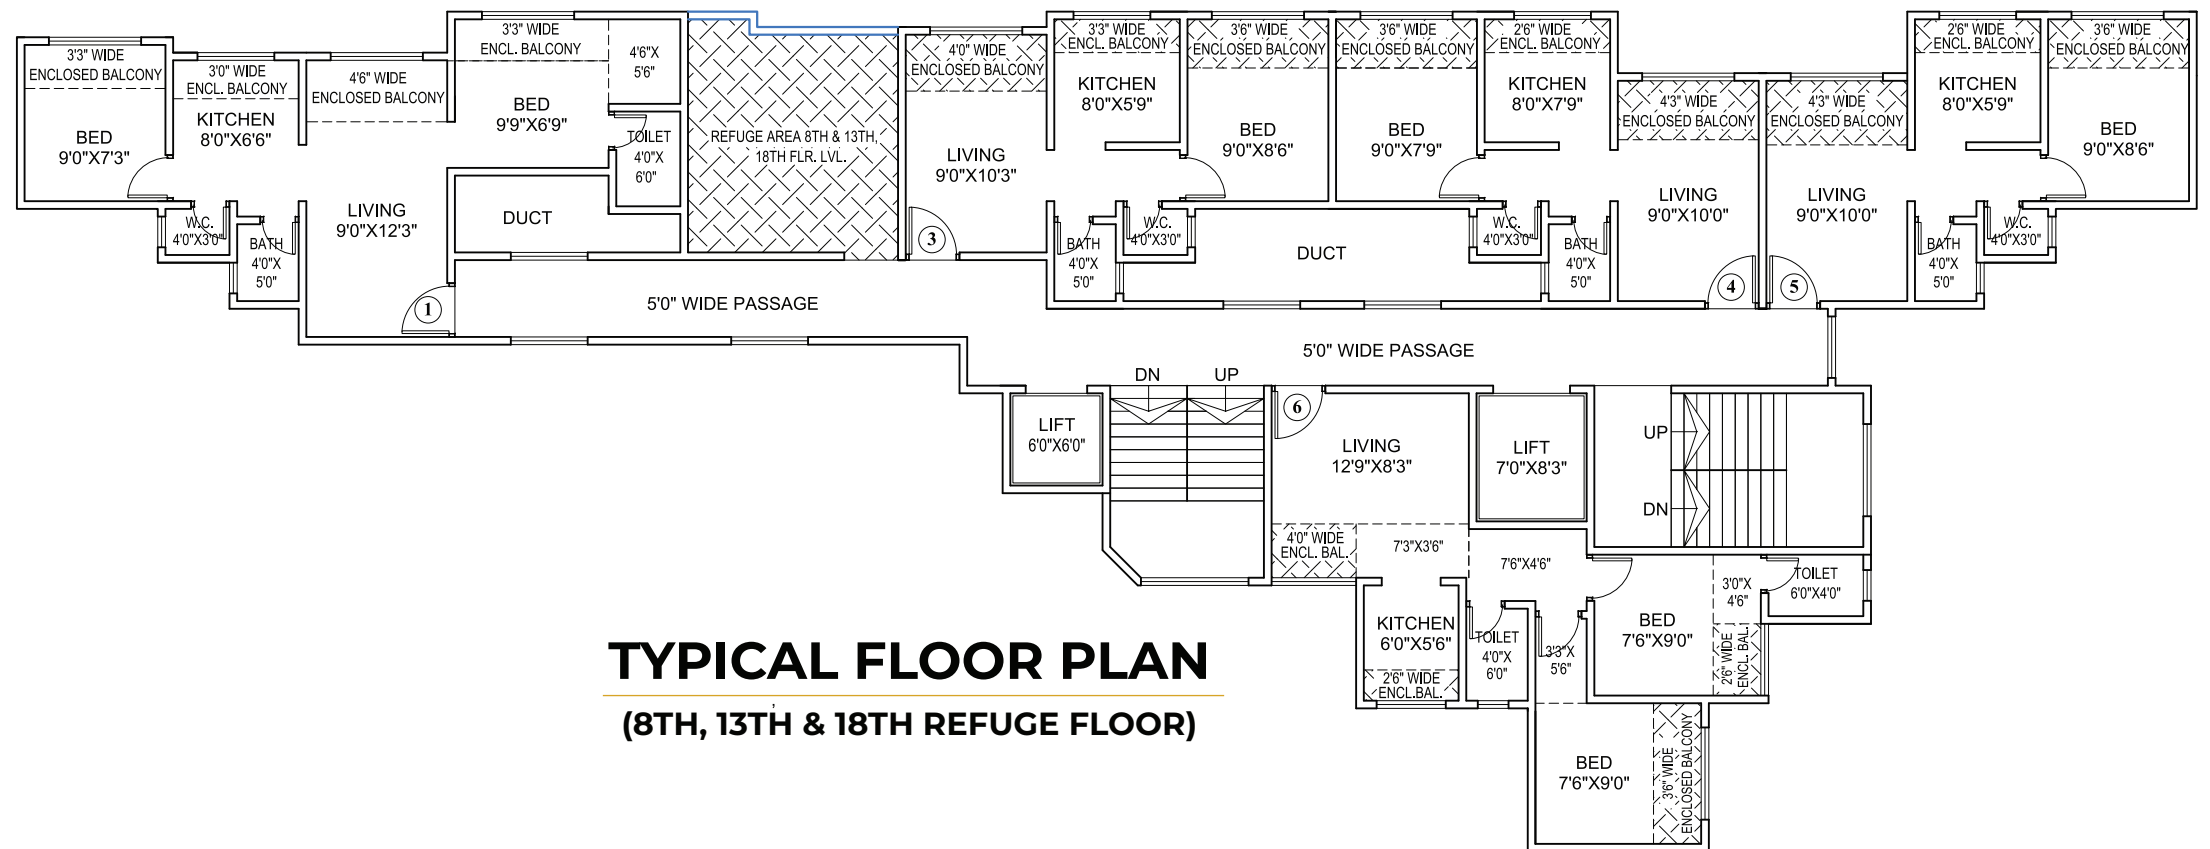 3'3" WIDE
ENCLOSED BALCONY
BED
9'0"X7'3"
3'0" WIDE
ENCL. BALCONY
KITCHEN
8'0"X6'6"
W.C.
4'0"X3'0"
BATH
4'0"X
5'0"
4'6" WIDE
ENCLOSED BALCONY
LIVING
9'0"X12'3"
1
3'3" WIDE
ENCL. BALCONY
BED
9'9"X6'9"
4'6"X
5'6"
TOILET
4'0"X
6'0"
DUCT
REFUGE AREA 8TH & 13TH,
18TH FLR. LVL.
5'0" WIDE PASSAGE
4'0" WIDE
ENCLOSED BALCONY
LIVING
9'0"X10'3"
3
3'3" WIDE
ENCL. BALCONY
KITCHEN
8'0"X5'9"
3'6" WIDE
ENCLOSED BALCONY
BED
9'0"X8'6"
BATH
4'0"X
5'0"
W.C.
4'0"X3'0"
DUCT
3'6" WIDE
ENCLOSED BALCONY
BED
9'0"X7'9"
2'6" WIDE
ENCL. BALCONY
KITCHEN
8'0"X7'9"
W.C.
4'0"X3'0"
BATH
4'0"X
5'0"
4'3" WIDE
ENCLOSED BALCONY
LIVING
9'0"X10'0"
4
4'3" WIDE
ENCLOSED BALCONY
LIVING
9'0"X10'0"
5
2'6" WIDE
ENCL. BALCONY
KITCHEN
8'0"X5'9"
3'6" WIDE
ENCLOSED BALCONY
BED
9'0"X8'6"
BATH
4'0"X
5'0"
W.C.
4'0"X3'0"
5'0" WIDE PASSAGE
LIFT
6'0"X6'0"
DN
UP
6
LIVING
12'9"X8'3"
4'0" WIDE
ENCL. BAL.
7'3"X3'6"
LIFT
7'0"X8'3"
UP
DN
7'6"X4'6"
KITCHEN
6'0"X5'6"
2'6" WIDE
ENCL.BAL.
TOILET
4'0"X
6'0"
3'3"X
5'6"
BED
7'6"X9'0"
3'0"X
4'6"
2'6" WIDE
ENCL. BAL.
TOILET
6'0"X4'0"
BED
7'6"X9'0"
3'6" WIDE
ENCLOSED BALCONY
TYPICAL FLOOR PLAN
(8TH, 13TH & 18TH REFUGE FLOOR)